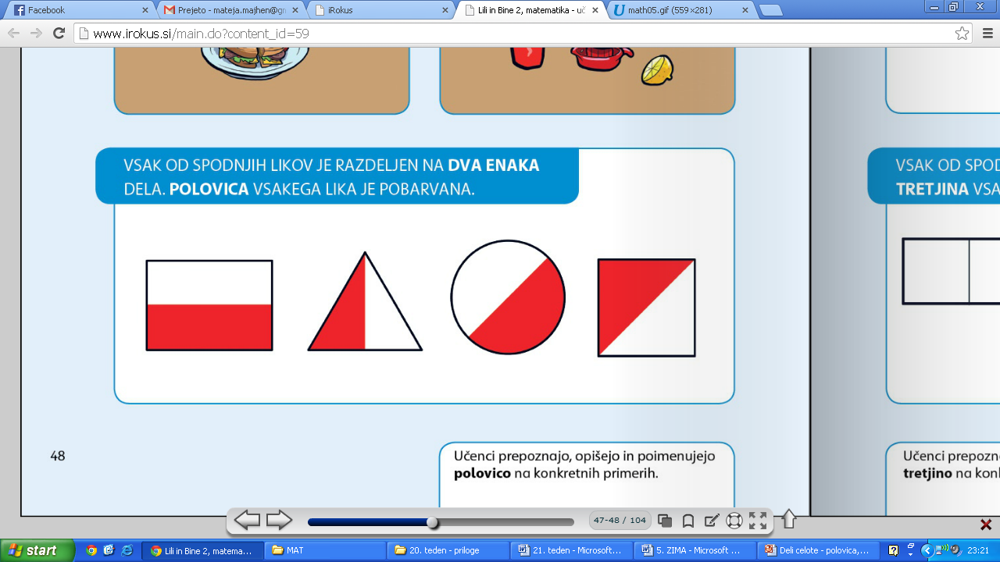 Facebook
Prejeto - mateja.majhen@gn
iRokus
Lili in Bine 2, matematika - uč
math05.gif (559×281)
www.irokus.si/main.do?content_id=59
VSAK OD SPODNJIH LIKOV JE RAZDELJEN NA DVA ENAKA
DELA. POLOVICA VSAKEGA LIKA JE POBARVANA.
VSAK OD SPOD
TRETJINA VSA
48
Učenci prepoznajo, opišejo in poimenujejo
polovico na konkretnih primerih.
Učenci prepozn
tretjino na kon
47-48 / 104
start
Lili in Bine 2, matema...
MAT
20. teden - priloge
21. teden - Microsoft...
5. ZIMA - Microsoft ...
Deli celote - polovica,...
23:21